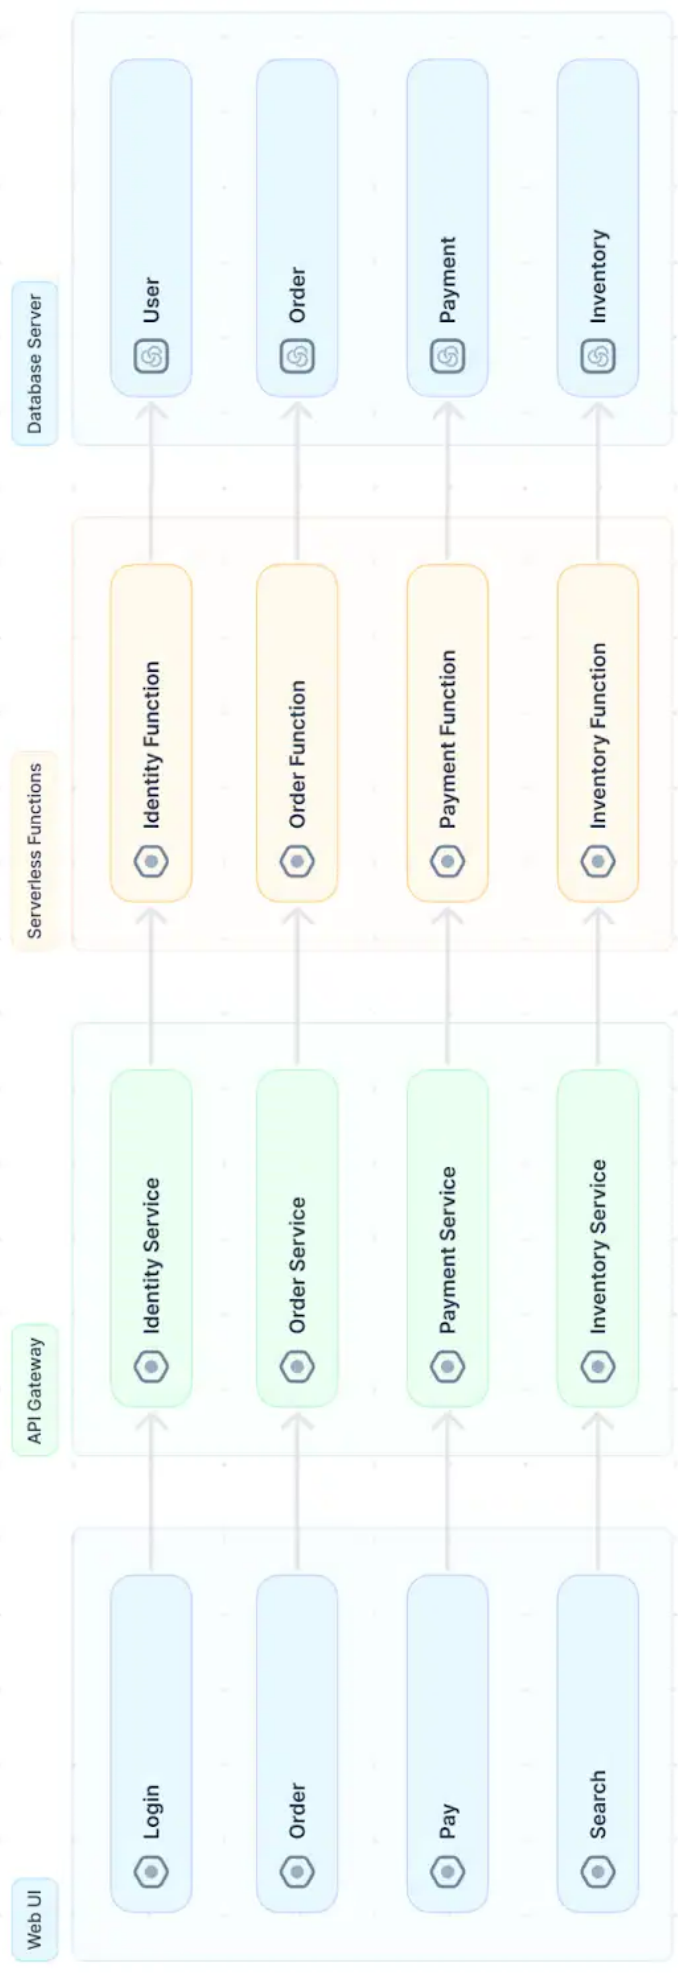 Web UI
Login
Order
Pay
Search
API Gateway
Identity Service
Order Service
Payment Service
Inventory Service
Serverless Functions
Identity Function
Order Function
Payment Function
Inventory Function
Database Server
User
Order
Payment
Inventory